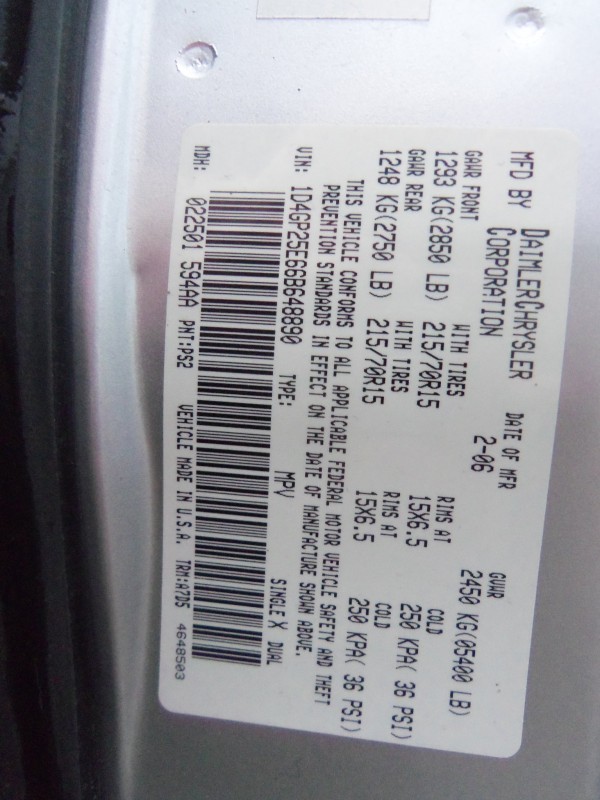 MFD BY DAIMLERCHRYSLER CORPORATION
DATE OF MFR 2-06
GVWR 2450 KG(05400 LB)
GAWR FRONT WITH TIRES RIMS AT COLD
1293 KG(2850 LB) 215/70R15 15X6.5 250 KPA( 36 PSI)
GAWR REAR WITH TIRES RIMS AT COLD
1248 KG(2750 LB) 215/70R15 15X6.5 250 KPA( 36 PSI)
THIS VEHICLE CONFORMS TO ALL APPLICABLE FEDERAL MOTOR VEHICLE SAFETY AND THEFT
PREVENTION STANDARDS IN EFFECT ON THE DATE OF MANUFACTURE SHOWN ABOVE.
VIN: 1D4GP25E66B648890 TYPE: MPV SINGLE X DUAL
MDH: 022501 594AA PNT:PS2 VEHICLE MADE IN U.S.A. TRM:A7D5 4648503